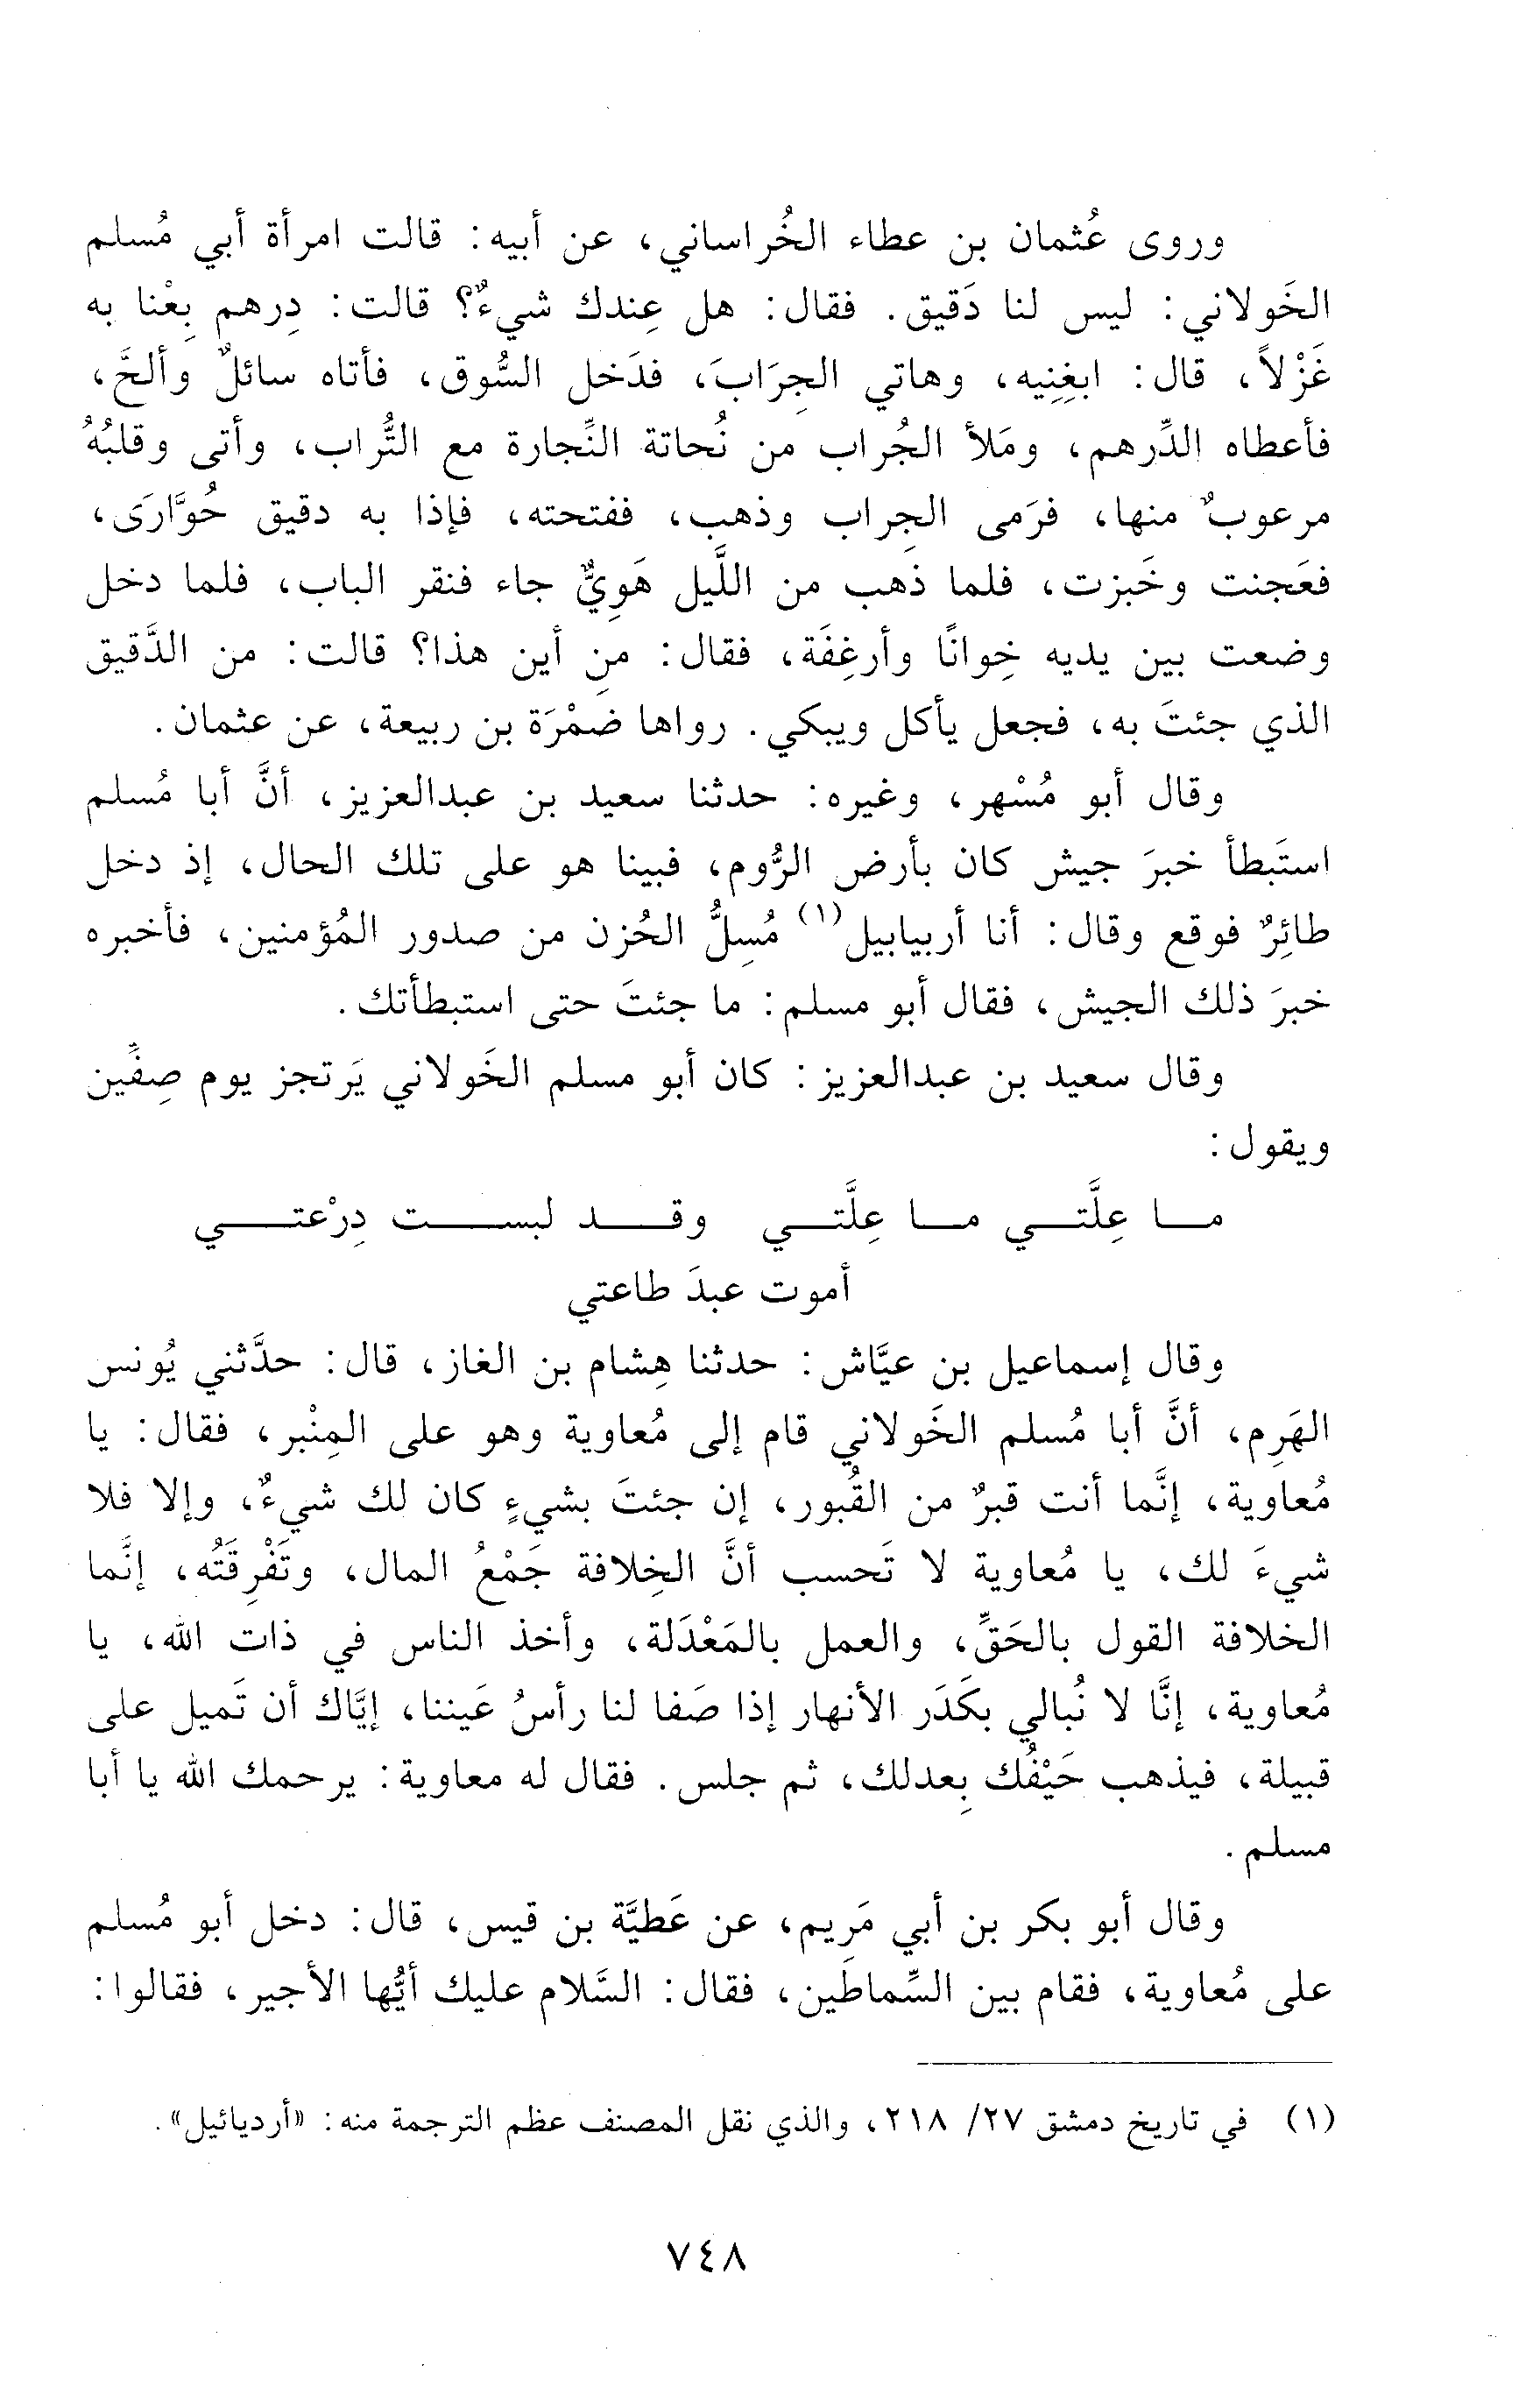 وروى عُثمان بن عطاء الخُراساني، عن أبيه: قالت امرأة أبي مُسلم
الخَولاني: ليس لنا دَقيق. فقال: هل عِندك شيءٌ؟ قالت: دِرهم بِعْنا به
غَزْلاً، قال: ابغِنِيه، وهاتي الجِرَابَ، فدَخل السُّوق، فأتاه سائلٌ وألحَّ،
فأعطاه الدِّرهم، ومَلأ الجُراب من نُحاتة النِّجارة مع التُّراب، وأتى وقلبُهُ
مرعوبٌ منها، فرَمى الجِراب وذهب، ففتحته، فإذا به دقيق حُوَّارَى،
فعَجنت وخَبزت، فلما ذَهب من اللَّيل هَوِيٌّ جاء فنقر الباب، فلما دخل
وضعت بين يديه خِوانًا وأرغِفَة، فقال: مِن أين هذا؟ قالت: من الدَّقيق
الذي جئتَ به، فجعل يأكل ويبكي. رواها ضمْرَة بن ربيعة، عن عثمان.
وقال أبو مُسْهر، وغيره: حدثنا سعيد بن عبدالعزيز، أنَّ أبا مُسلم
استَبطأ خبرَ جيش كان بأرض الرُّوم، فبينا هو على تلك الحال، إذ دخل
طائِرٌ فوقع وقال: أنا أربيابيل(١) مُسِلُّ الحُزن من صدور المُؤمنين، فأخبره
خبرَ ذلك الجيش، فقال أبو مسلم: ما جئتَ حتى استبطأتك.
وقال سعيد بن عبدالعزيز: كان أبو مسلم الخَولاني يَرتجز يوم صِفِّين
ويقول:
مـا عِلَّتـي مـا عِلَّتـي وقـد لبسـت دِرْعتـي
أموت عبدَ طاعتي
وقال إسماعيل بن عيَّاش: حدثنا هِشام بن الغاز، قال: حدَّثني يُونس
الهَرِم، أنَّ أبا مُسلم الخَولاني قام إلى مُعاوية وهو على المِنْبر، فقال: يا
مُعاوية، إنَّما أنت قبرٌ من القُبور، إن جئتَ بشيءٍ كان لك شيءٌ، وإلا فلا
شيءَ لك، يا مُعاوية لا تَحسب أنَّ الخِلافة جَمْعُ المال، وتَفْرِقَتُه، إنَّما
الخلافة القول بالحَقِّ، والعمل بالمَعْدَلة، وأخذ الناس في ذات الله، يا
مُعاوية، إنَّا لا نُبالي بكَدَر الأنهار إذا صَفا لنا رأسُ عَيننا، إيَّاك أن تَميل على
قبيلة، فيذهب حَيْفُك بِعدلك، ثم جلس. فقال له معاوية: يرحمك الله يا أبا
مسلم.
وقال أبو بكر بن أبي مَريم، عن عَطيَّة بن قيس، قال: دخل أبو مُسلم
على مُعاوية، فقام بين السِّماطَين، فقال: السَّلام عليك أيُّها الأجير، فقالوا:
(١) في تاريخ دمشق ٢٧/ ٢١٨، والذي نقل المصنف عظم الترجمة منه: «أرديائيل».
٧٤٨